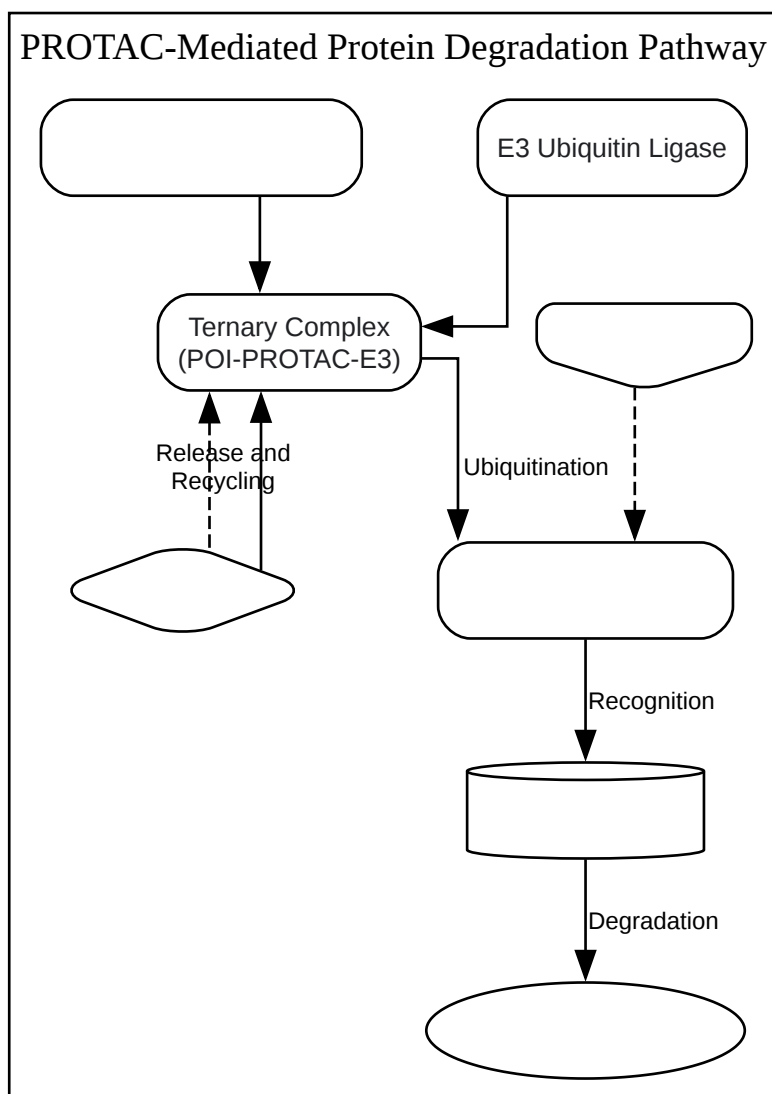 PROTAC-Mediated Protein Degradation Pathway
E3 Ubiquitin Ligase
Ternary Complex
(POI-PROTAC-E3)
Release and
Recycling
Ubiquitination
Recognition
Degradation